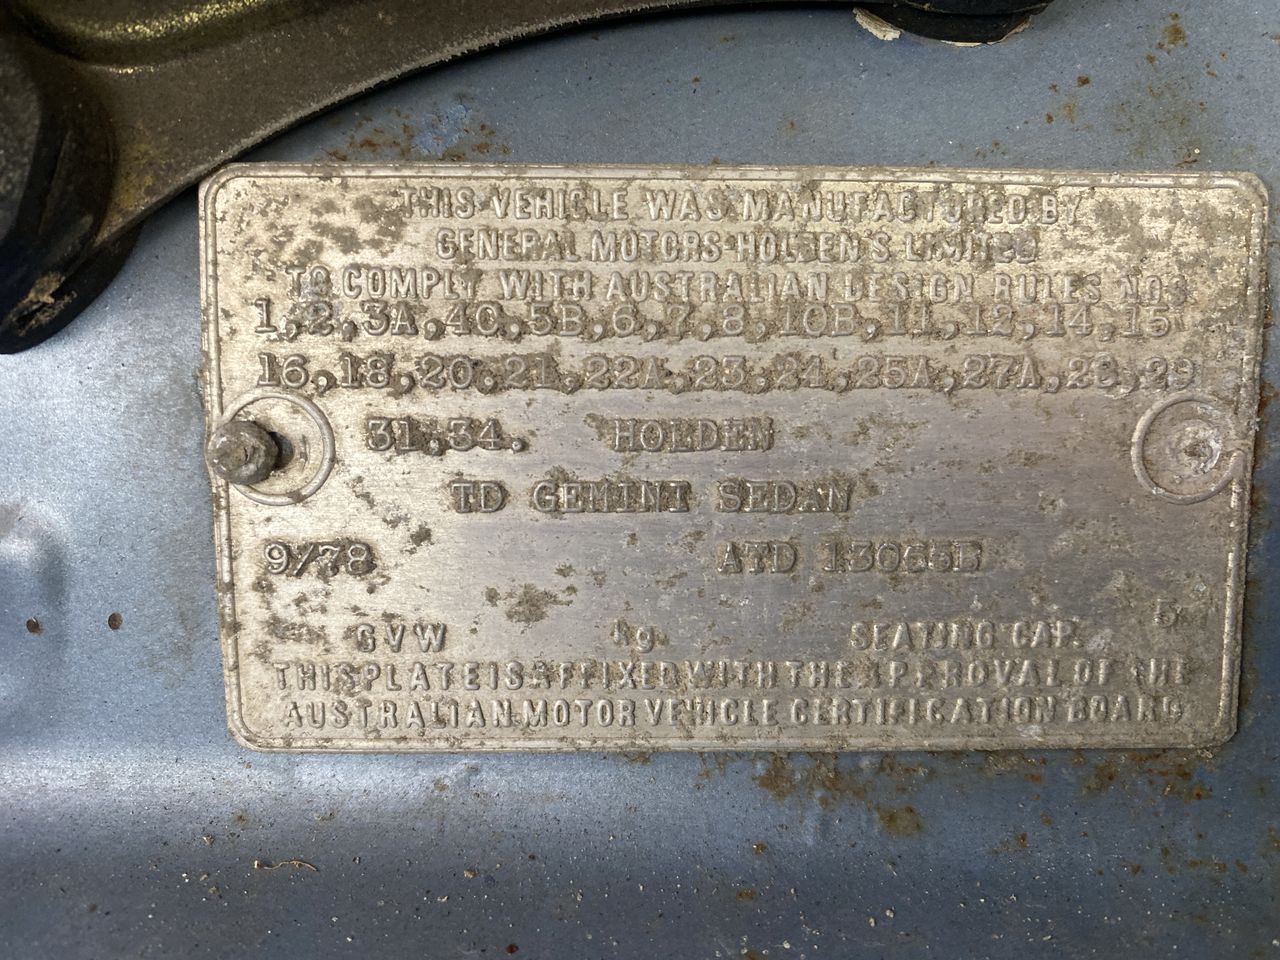 THIS VEHICLE WAS MANUFACTURED BY
GENERAL MOTORS-HOLDEN'S LIMITED
TO COMPLY WITH AUSTRALIAN DESIGN RULES NOS
1,2,3A,4C,5B,6,7,8,10B,11,12,14,15
16,18,20,21,22A,23,24,25A,27A,28,29
31,34. HOLDEN
TD GEMINI SEDAN
9/78 ATD 13065B
GVW kg SEATING CAP. 5
THIS PLATE IS AFFIXED WITH THE APPROVAL OF THE
AUSTRALIAN MOTOR VEHICLE CERTIFICATION BOARD